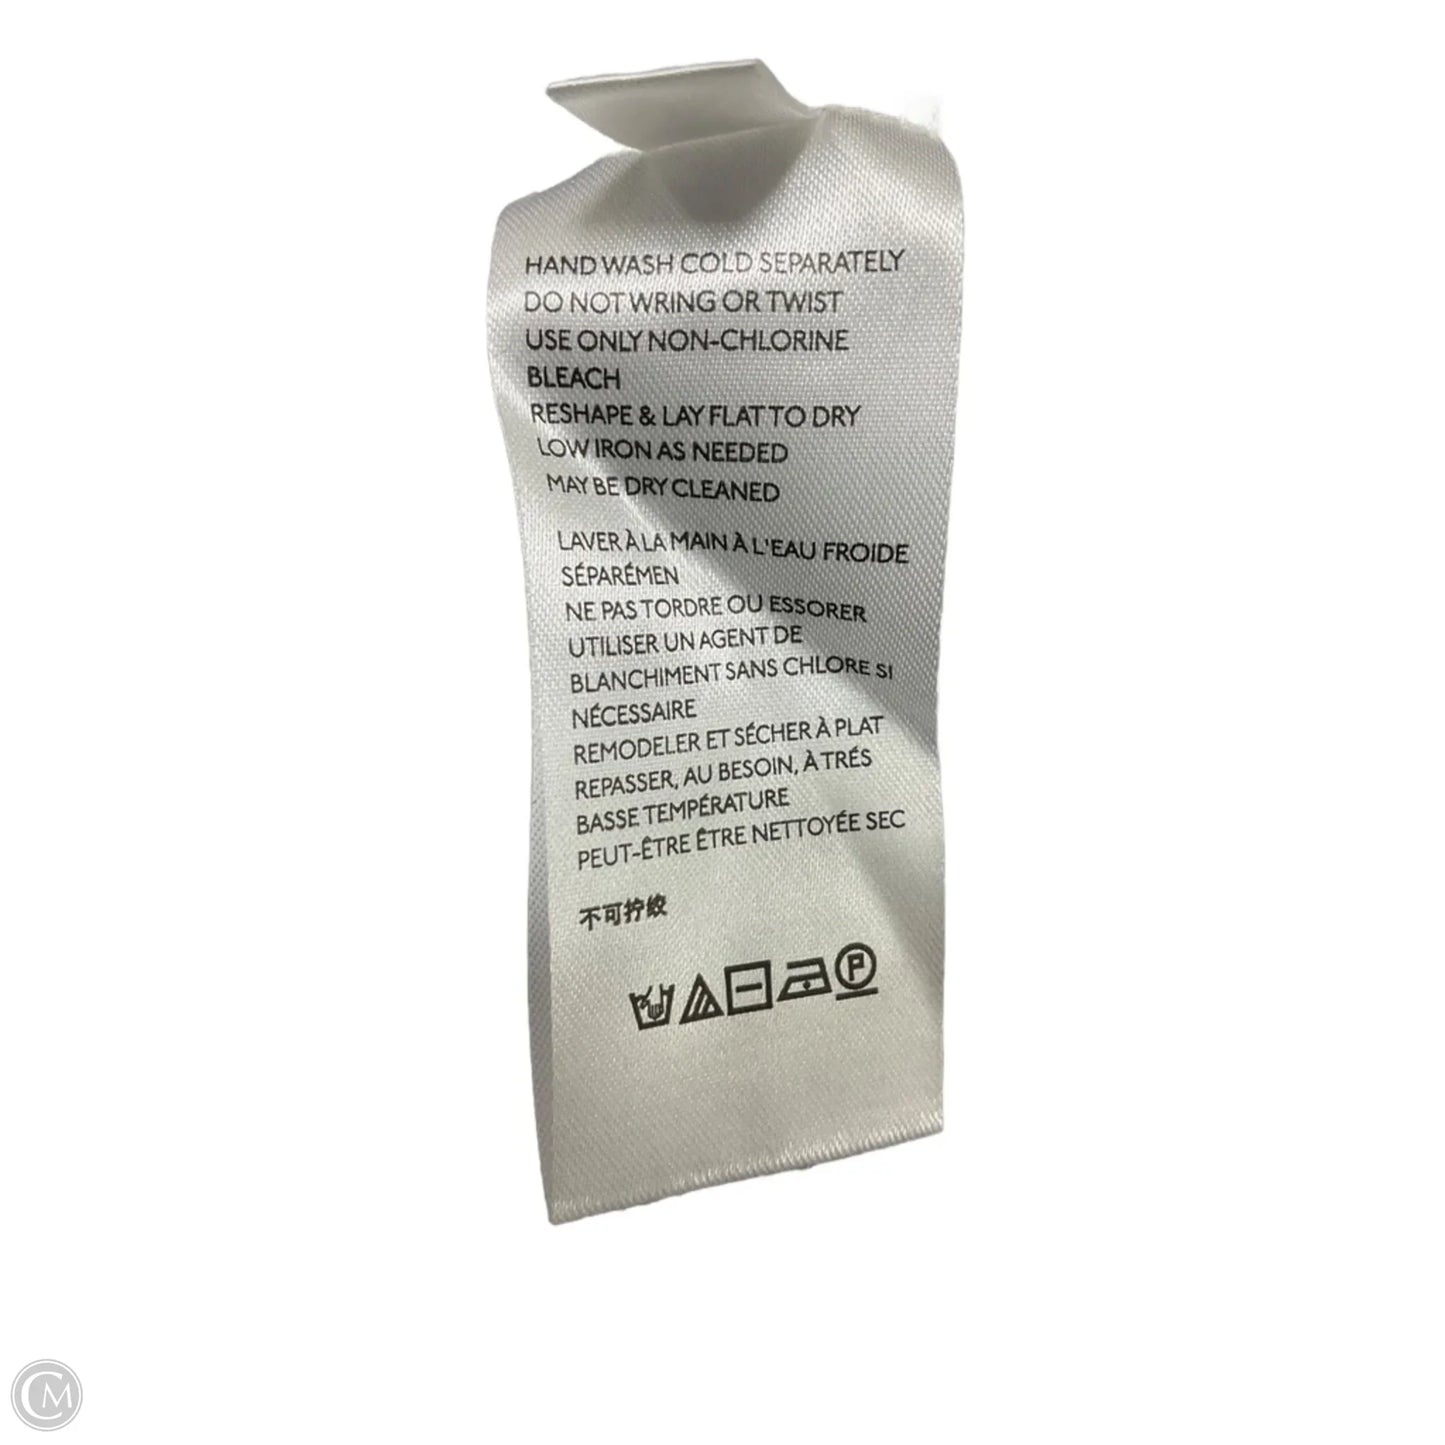 HAND WASH COLD SEPARATELY
DO NOT WRING OR TWIST
USE ONLY NON-CHLORINE
BLEACH
RESHAPE & LAY FLAT TO DRY
LOW IRON AS NEEDED
MAY BE DRY CLEANED
LAVER À LA MAIN À L'EAU FROIDE
SÉPARÉMEN
NE PAS TORDRE OU ESSORER
UTILISER UN AGENT DE
BLANCHIMENT SANS CHLORE SI
NÉCESSAIRE
REMODELER ET SÉCHER À PLAT
REPASSER, AU BESOIN, À TRÉS
BASSE TEMPÉRATURE
PEUT-ÊTRE ÊTRE NETTOYÉE SEC
不可拧绞
P
CM